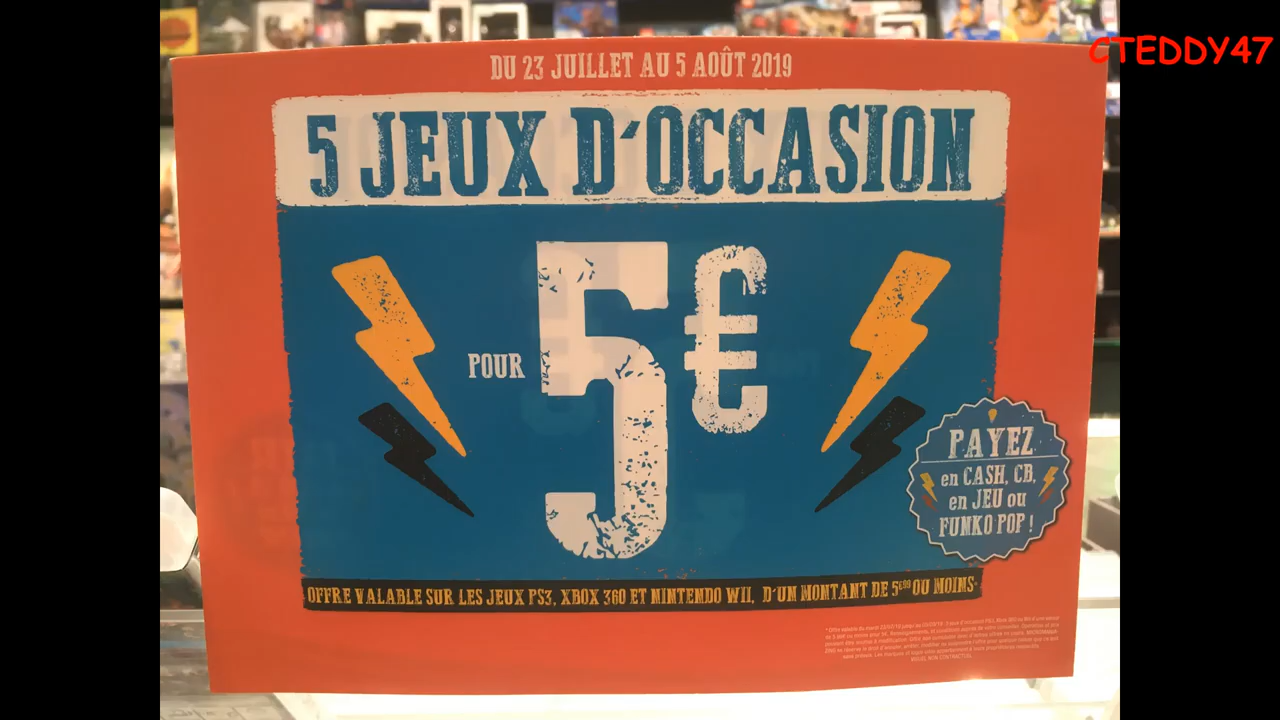 CTEDDY47
DU 23 JUILLET AU 5 AOÛT 2019
5 JEUX D'OCCASION
POUR 5€
PAYEZ
en CASH, CB,
en JEU ou
FUNKO POP !
OFFRE VALABLE SUR LES JEUX PS3, XBOX 360 ET NINTENDO WII, D'UN MONTANT DE 5€99 OU MOINS*